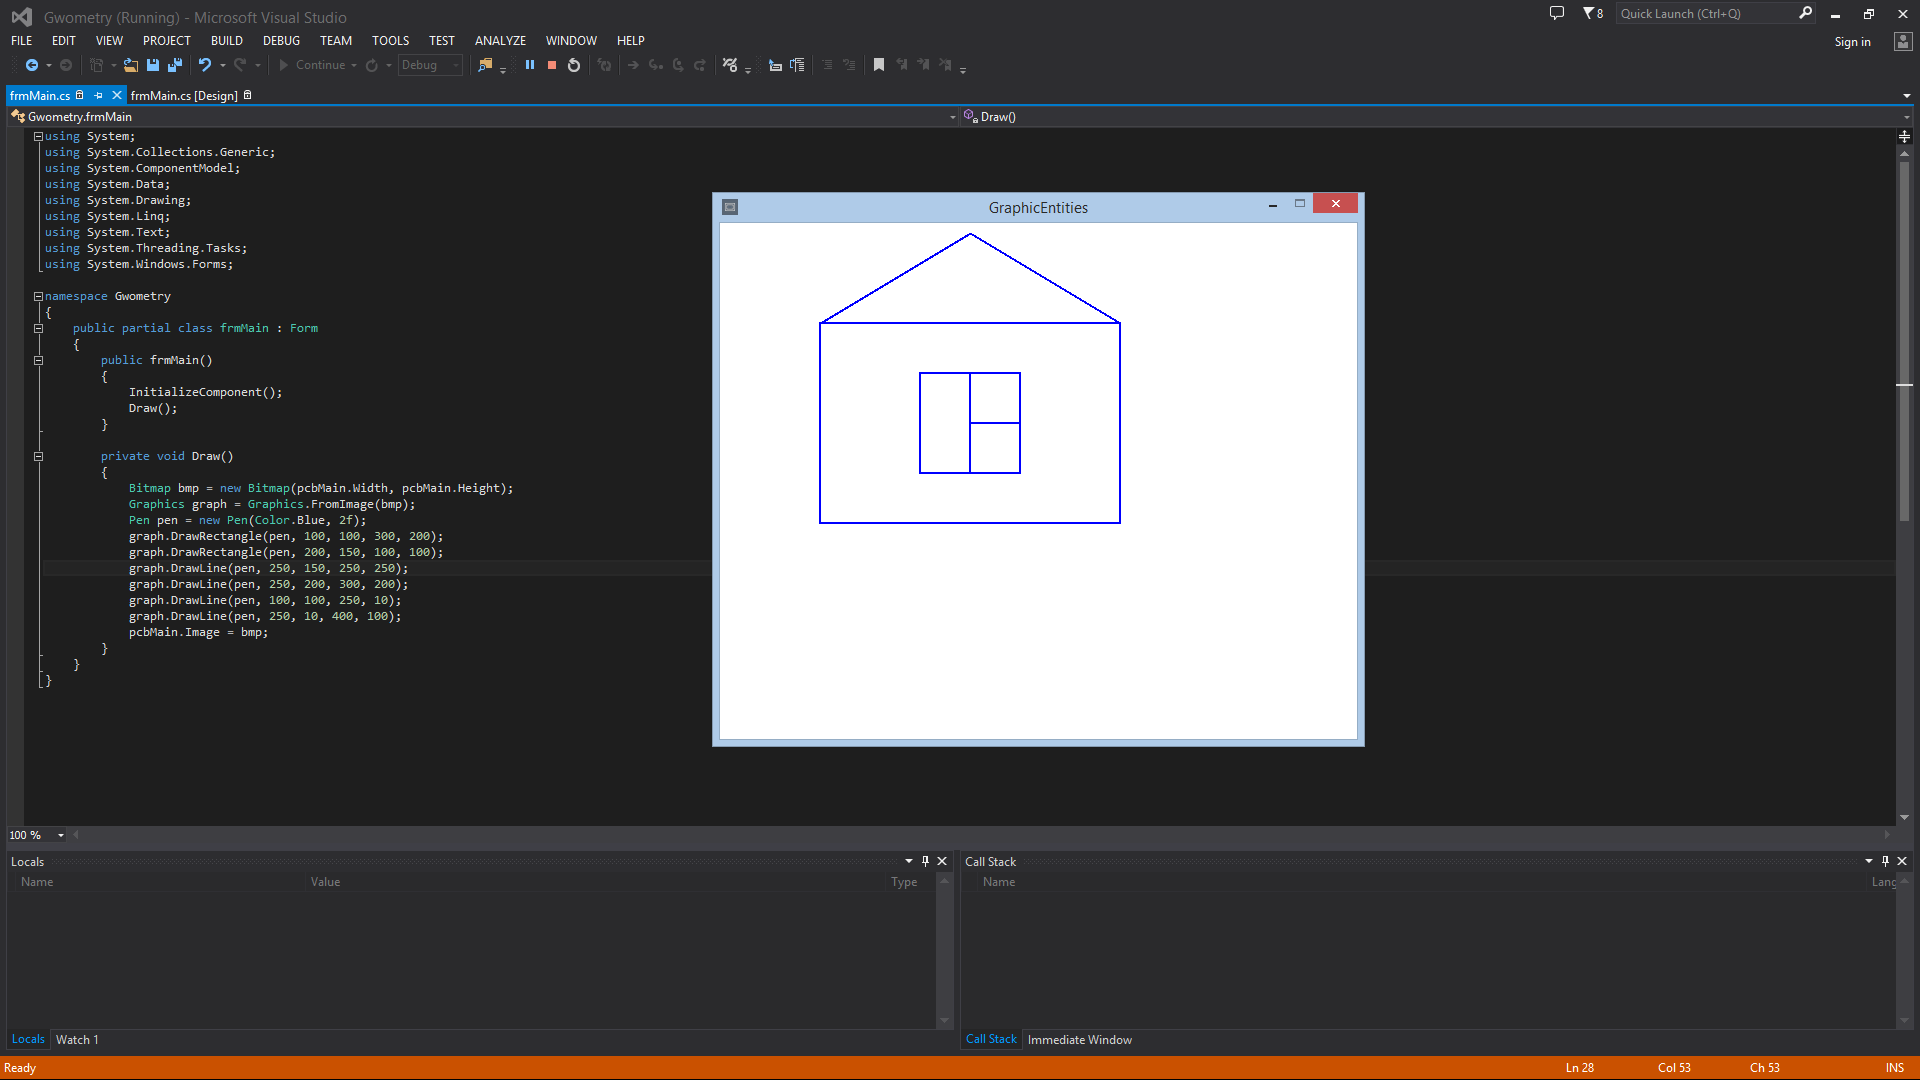 Gwometry (Running) - Microsoft Visual Studio
8
Quick Launch (Ctrl+Q)
FILE EDIT VIEW PROJECT BUILD DEBUG TEAM TOOLS TEST ANALYZE WINDOW HELP
Sign in
Continue
Debug
frmMain.cs
frmMain.cs [Design]
Gwometry.frmMain
Draw()
using System;
using System.Collections.Generic;
using System.ComponentModel;
using System.Data;
using System.Drawing;
using System.Linq;
using System.Text;
using System.Threading.Tasks;
using System.Windows.Forms;
namespace Gwometry
{
public partial class frmMain : Form
{
public frmMain()
{
InitializeComponent();
Draw();
}
private void Draw()
{
Bitmap bmp = new Bitmap(pcbMain.Width, pcbMain.Height);
Graphics graph = Graphics.FromImage(bmp);
Pen pen = new Pen(Color.Blue, 2f);
graph.DrawRectangle(pen, 100, 100, 300, 200);
graph.DrawRectangle(pen, 200, 150, 100, 100);
graph.DrawLine(pen, 250, 150, 250, 250);
graph.DrawLine(pen, 250, 200, 300, 200);
graph.DrawLine(pen, 100, 100, 250, 10);
graph.DrawLine(pen, 250, 10, 400, 100);
pcbMain.Image = bmp;
}
}
}
GraphicEntities
100 %
Locals
Name Value Type
Locals Watch 1
Call Stack
Name Lang
Call Stack Immediate Window
Ready
Ln 28 Col 53 Ch 53 INS